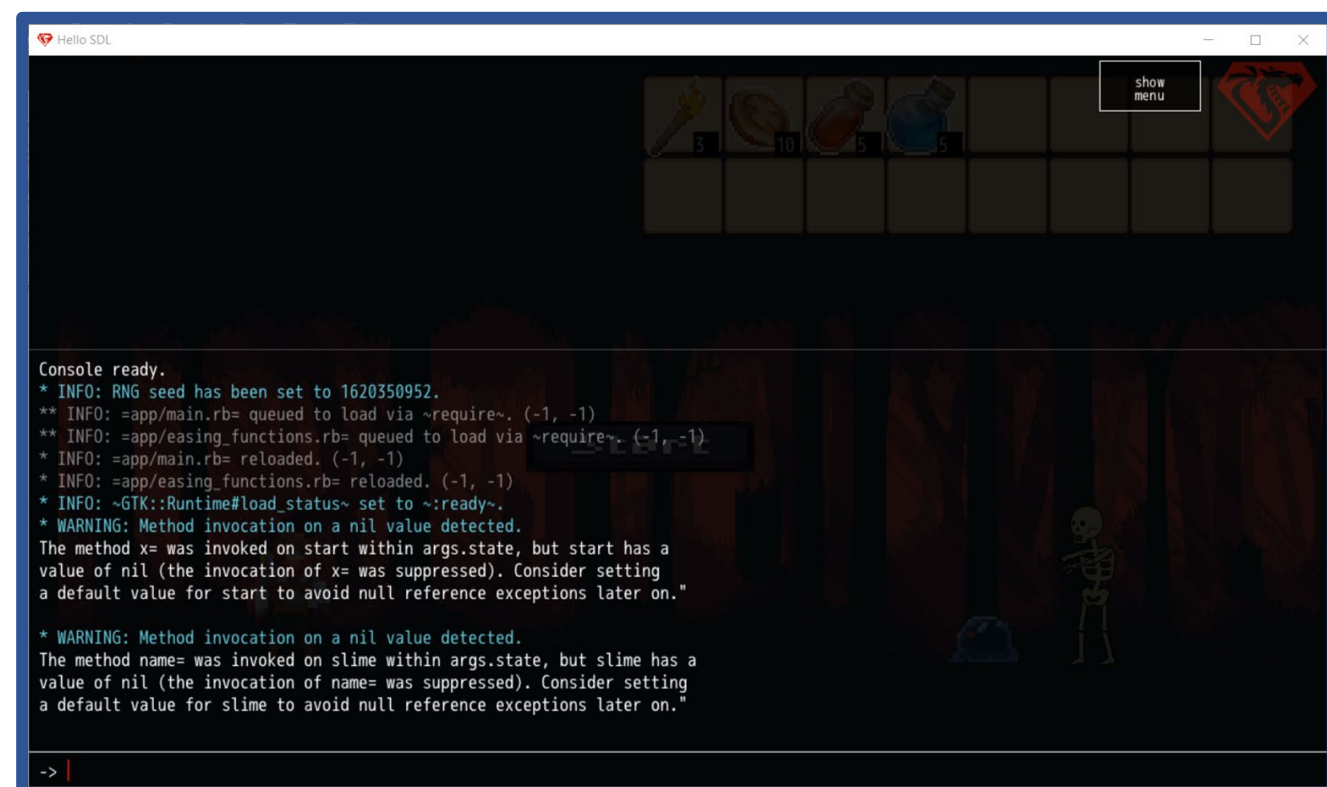 Hello SDL
show
menu
3
10
5
5
Console ready.
* INFO: RNG seed has been set to 1620350952.
** INFO: =app/main.rb= queued to load via ~require~. (-1, -1)
** INFO: =app/easing_functions.rb= queued to load via ~require~. (-1, -1)
* INFO: =app/main.rb= reloaded. (-1, -1)
* INFO: =app/easing_functions.rb= reloaded. (-1, -1)
* INFO: ~GTK::Runtime#load_status~ set to ~:ready~.
* WARNING: Method invocation on a nil value detected.
The method x= was invoked on start within args.state, but start has a
value of nil (the invocation of x= was suppressed). Consider setting
a default value for start to avoid null reference exceptions later on."
* WARNING: Method invocation on a nil value detected.
The method name= was invoked on slime within args.state, but slime has a
value of nil (the invocation of name= was suppressed). Consider setting
a default value for slime to avoid null reference exceptions later on."
->